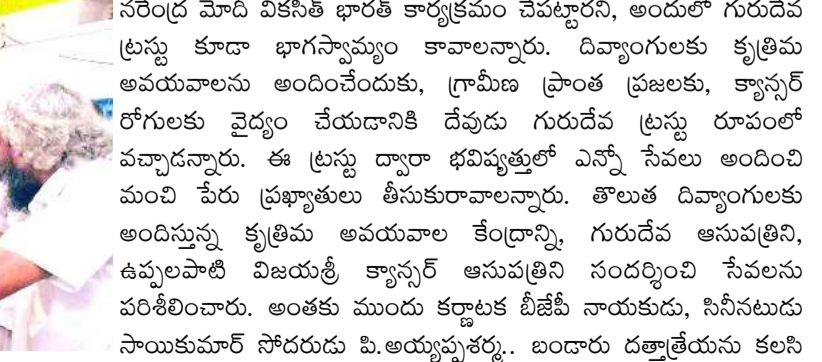 నరేంద్ర మోదీ వికసిత్ భారత్ కార్యక్రమం చేపట్టారని, అందులో గురుదేవ
ట్రస్టు కూడా భాగస్వామ్యం కావాలన్నారు. దివ్యాంగులకు కృత్రిమ
అవయవాలను అందించేందుకు, గ్రామీణ ప్రాంత ప్రజలకు, క్యాన్సర్
రోగులకు వైద్యం చేయడానికి దేవుడు గురుదేవ ట్రస్టు రూపంలో
వచ్చాడన్నారు. ఈ ట్రస్టు ద్వారా భవిష్యత్తులో ఎన్నో సేవలు అందించి
మంచి పేరు ప్రఖ్యాతులు తీసుకురావాలన్నారు. తొలుత దివ్యాంగులకు
అందిస్తున్న కృత్రిమ అవయవాల కేంద్రాన్ని, గురుదేవ ఆసుపత్రిని,
ఉప్పలపాటి విజయశ్రీ క్యాన్సర్ ఆసుపత్రిని సందర్శించి సేవలను
పరిశీలించారు. అంతకు ముందు కర్ణాటక బీజేపీ నాయకుడు, సినీనటుడు
సాయికుమార్ సోదరుడు పి.అయ్యప్పశర్మ.. బండారు దత్తాత్రేయను కలసి